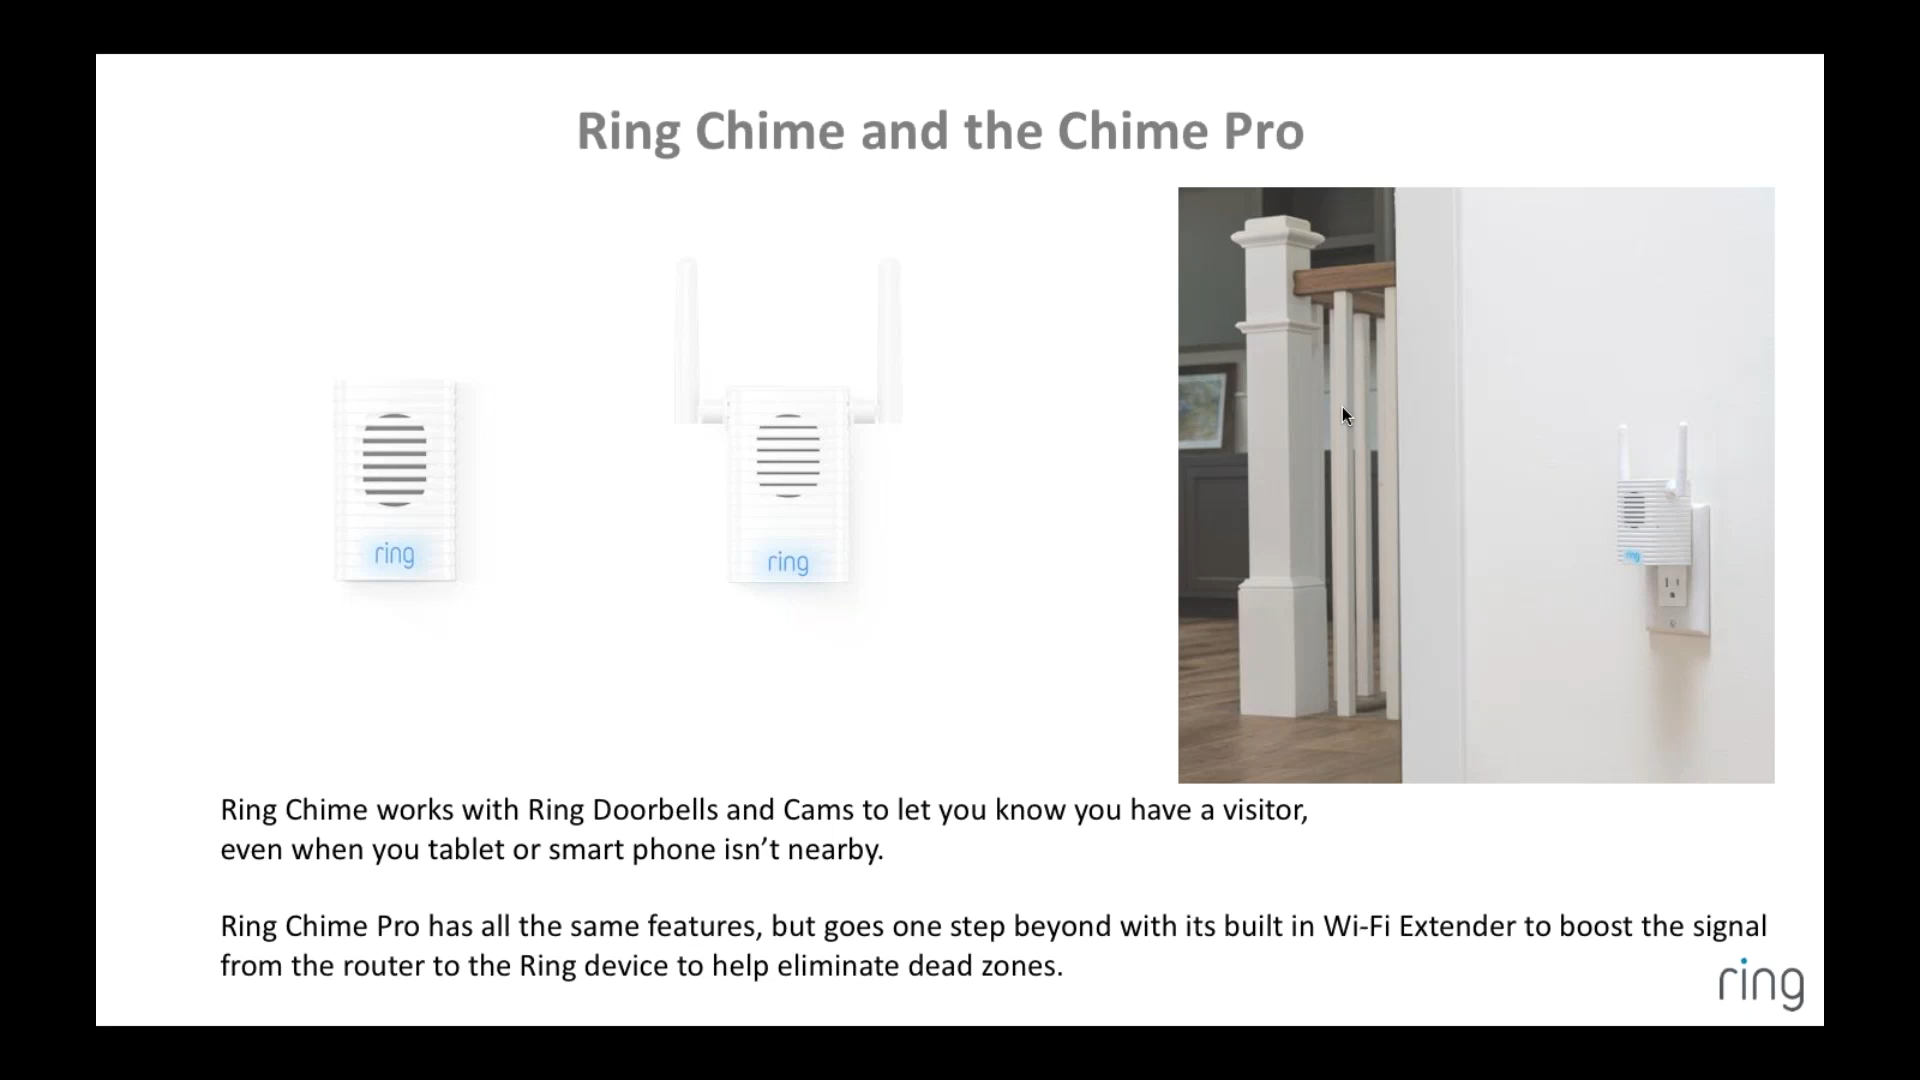 Ring Chime and the Chime Pro
ring
ring
ring
Ring Chime works with Ring Doorbells and Cams to let you know you have a visitor,
even when you tablet or smart phone isn’t nearby.
Ring Chime Pro has all the same features, but goes one step beyond with its built in Wi-Fi Extender to boost the signal
from the router to the Ring device to help eliminate dead zones.
ring